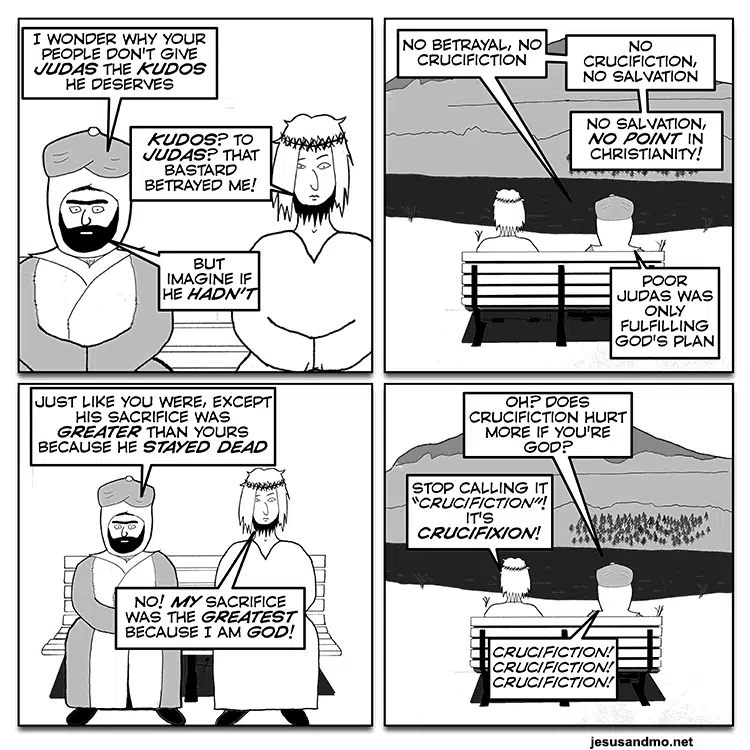 I WONDER WHY YOUR
PEOPLE DON'T GIVE
JUDAS THE KUDOS
HE DESERVES
KUDOS? TO
JUDAS? THAT
BASTARD
BETRAYED ME!
BUT
IMAGINE IF
HE HADN'T
NO BETRAYAL, NO
CRUCIFICTION
NO
CRUCIFICTION,
NO SALVATION
NO SALVATION,
NO POINT IN
CHRISTIANITY!
POOR
JUDAS WAS
ONLY
FULFILLING
GOD'S PLAN
JUST LIKE YOU WERE, EXCEPT
HIS SACRIFICE WAS
GREATER THAN YOURS
BECAUSE HE STAYED DEAD
NO! MY SACRIFICE
WAS THE GREATEST
BECAUSE I AM GOD!
OH? DOES
CRUCIFICTION HURT
MORE IF YOU'RE
GOD?
STOP CALLING IT
"CRUCIFICTION"!
IT'S
CRUCIFIXION!
CRUCIFICTION!
CRUCIFICTION!
CRUCIFICTION!
jesusandmo.net